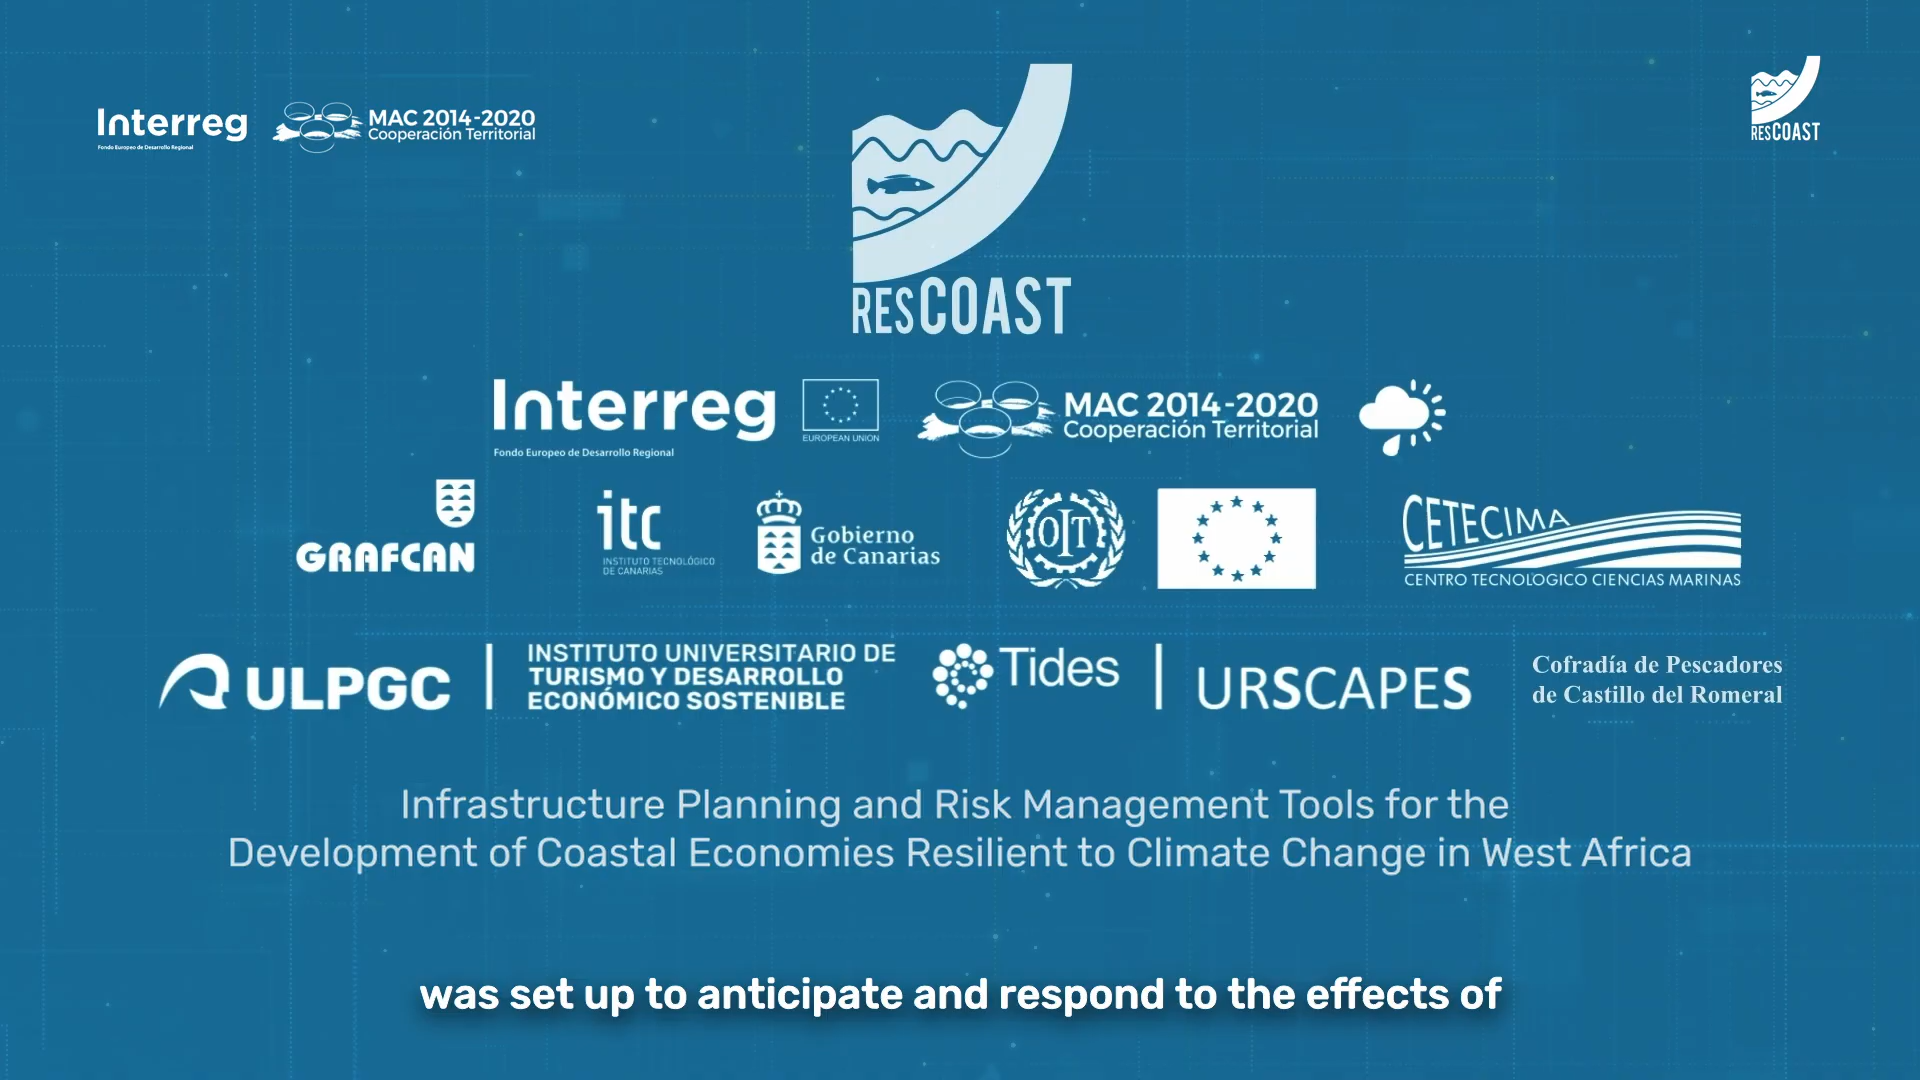 Interreg
Fondo Europeo de Desarrollo Regional
MAC 2014-2020
Cooperación Territorial
RESCOAST
RESCOAST
Interreg
Fondo Europeo de Desarrollo Regional
EUROPEAN UNION
MAC 2014-2020
Cooperación Territorial
GRAFCAN
itc
INSTITUTO TECNOLÓGICO
DE CANARIAS
Gobierno
de Canarias
OIT
CETECIMA
CENTRO TECNOLOGICO CIENCIAS MARINAS
ULPGC
INSTITUTO UNIVERSITARIO DE
TURISMO Y DESARROLLO
ECONÓMICO SOSTENIBLE
Tides
URSCAPES
Cofradía de Pescadores
de Castillo del Romeral
Infrastructure Planning and Risk Management Tools for the
Development of Coastal Economies Resilient to Climate Change in West Africa
was set up to anticipate and respond to the effects of